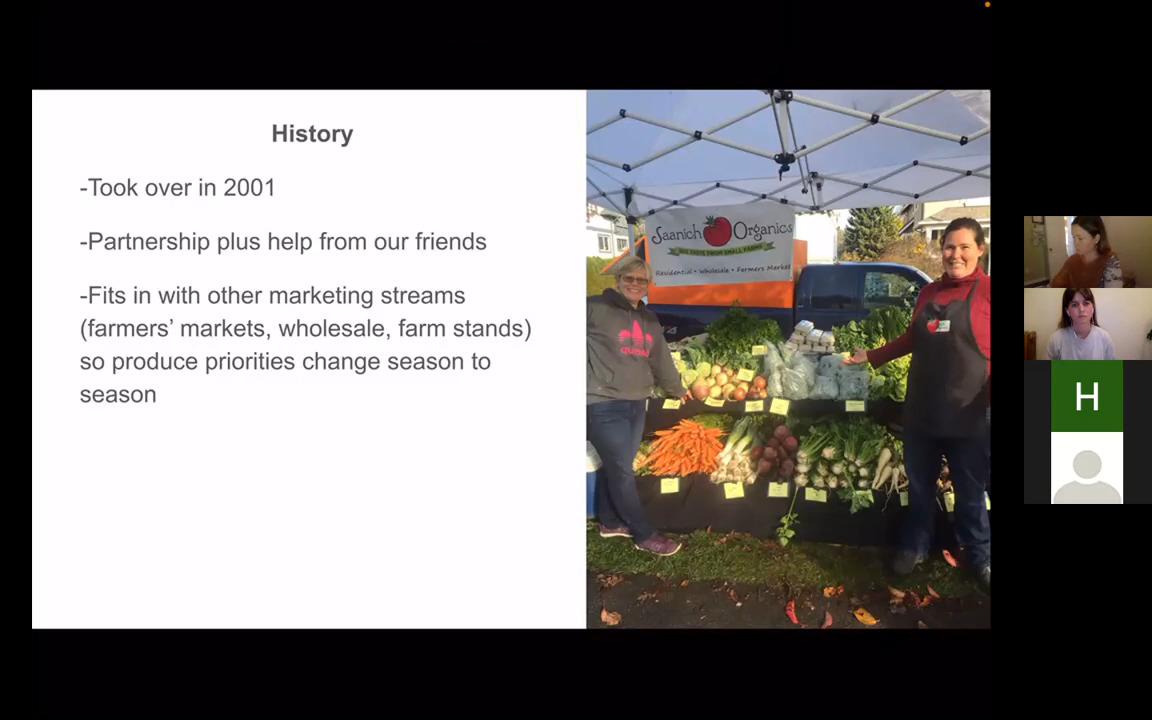 History
-Took over in 2001
-Partnership plus help from our friends
-Fits in with other marketing streams
(farmers’ markets, wholesale, farm stands)
so produce priorities change season to
season
Saanich Organics
Residential • Wholesale • Farmers Market
H